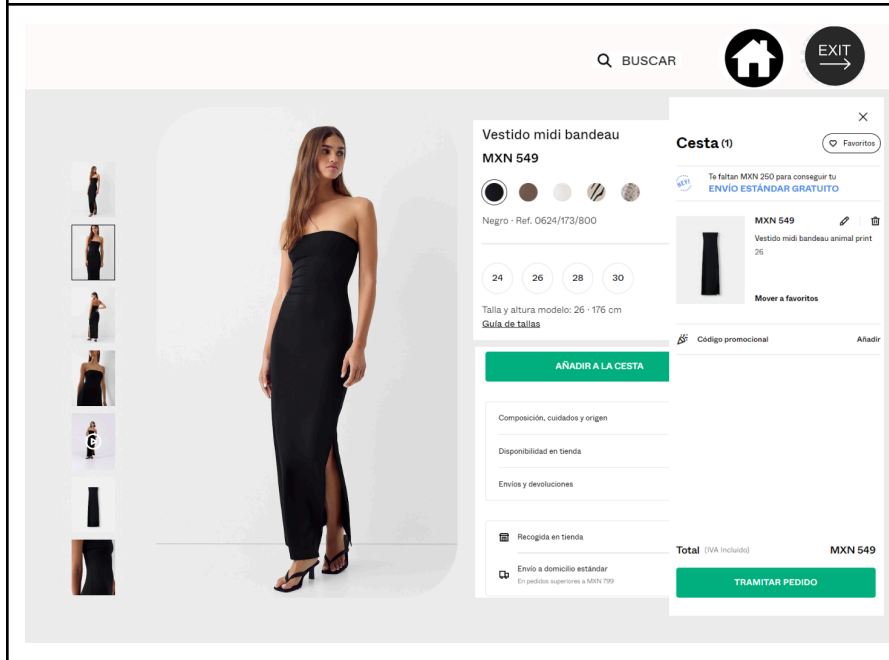 BUSCAR
EXIT
Vestido midi bandeau
MXN 549
Negro · Ref. 0624/173/800
24 26 28 30
Talla y altura modelo: 26 · 176 cm
Guía de tallas
AÑADIR A LA CESTA
Composición, cuidados y origen
Disponibilidad en tienda
Envíos y devoluciones
Recogida en tienda
Envío a domicilio estándar
En pedidos superiores a MXN 799
Cesta (1)
Favoritos
HEY!
Te faltan MXN 250 para conseguir tu
ENVÍO ESTÁNDAR GRATUITO
MXN 549
Vestido midi bandeau animal print
26
Mover a favoritos
Código promocional Añadir
Total (IVA Incluido) MXN 549
TRAMITAR PEDIDO